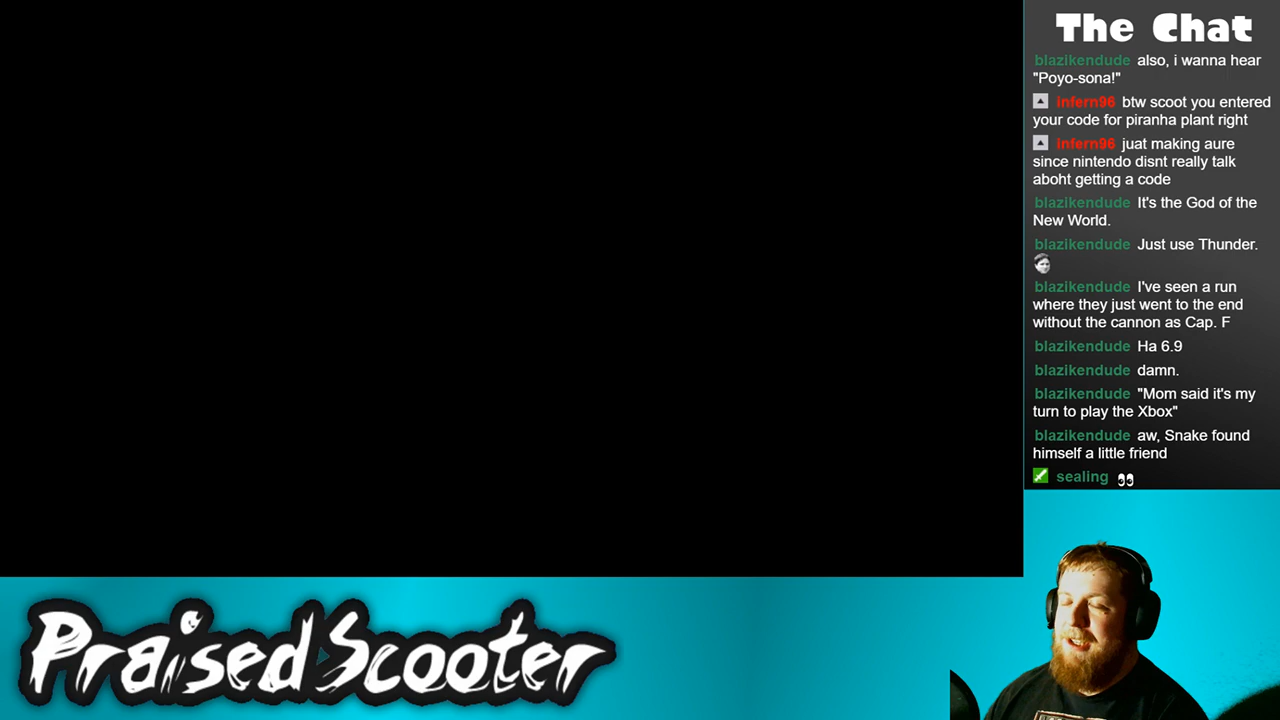 The Chat
blazikendude also, i wanna hear
"Poyo-sona!"
infern96 btw scoot you entered
your code for piranha plant right
infern96 juat making aure
since nintendo disnt really talk
aboht getting a code
blazikendude It's the God of the
New World.
blazikendude Just use Thunder.
blazikendude I've seen a run
where they just went to the end
without the cannon as Cap. F
blazikendude Ha 6.9
blazikendude damn.
blazikendude "Mom said it's my
turn to play the Xbox"
blazikendude aw, Snake found
himself a little friend
sealing
PraisedScooter